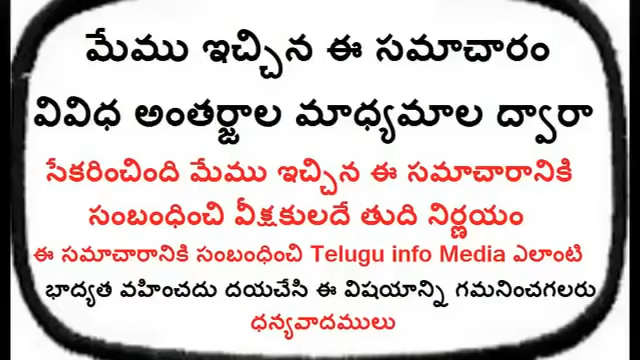 మేము ఇచ్చిన ఈ సమాచారం
వివిధ అంతర్జాల మాధ్యమాల ద్వారా
సేకరించింది మేము ఇచ్చిన ఈ సమాచారానికి
సంబంధించి వీక్షకులదే తుది నిర్ణయం
ఈ సమాచారానికి సంబంధించి Telugu info Media ఎలాంటి
భాద్యత వహించదు దయచేసి ఈ విషయాన్ని గమనించగలరు
ధన్యవాదములు